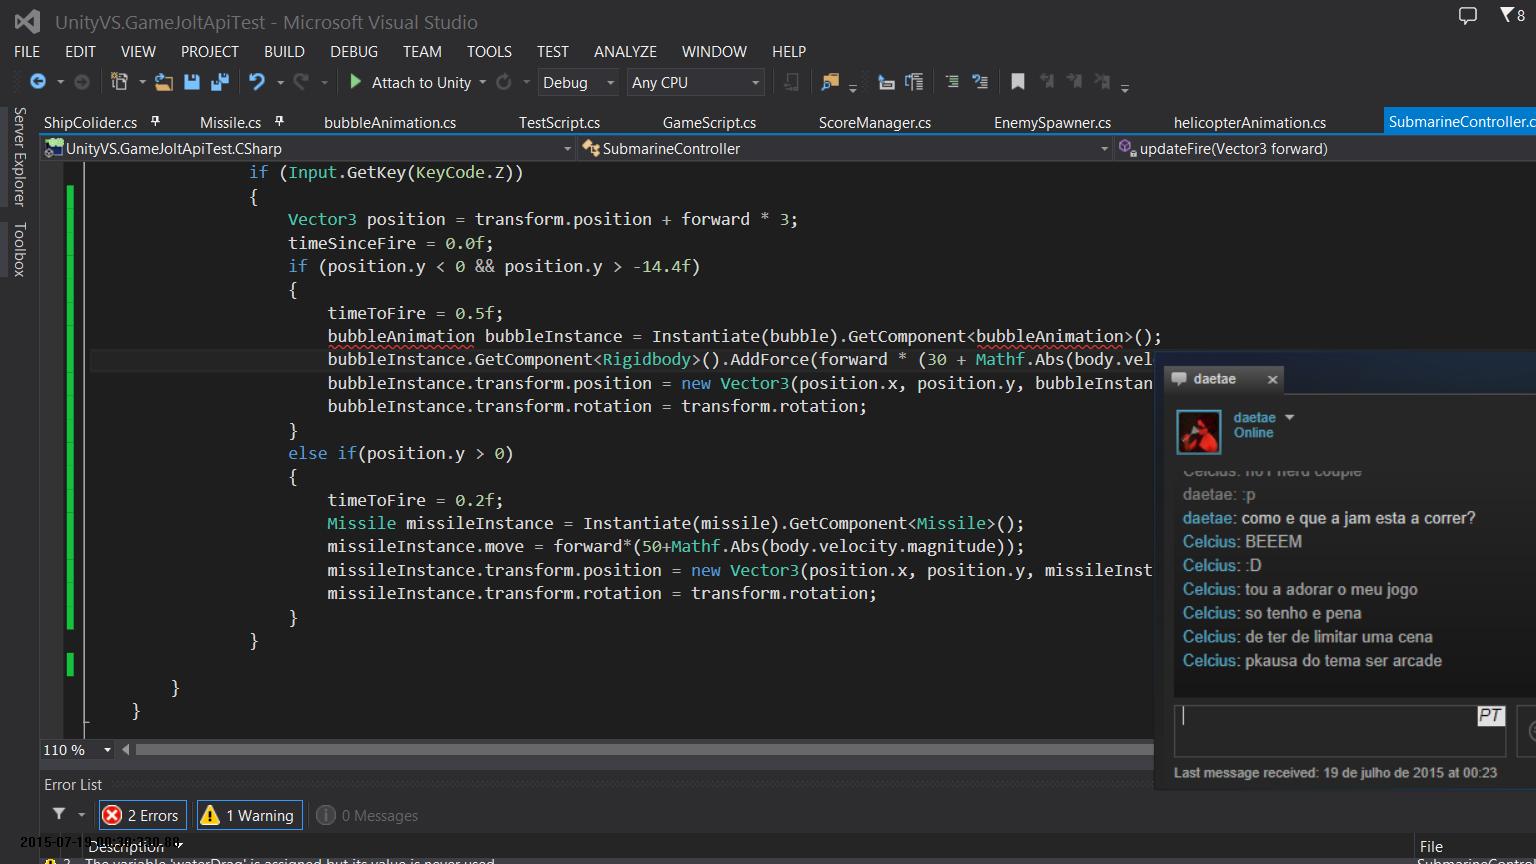 UnityVS.GameJoltApiTest - Microsoft Visual Studio
8
FILE EDIT VIEW PROJECT BUILD DEBUG TEAM TOOLS TEST ANALYZE WINDOW HELP
Attach to Unity Debug Any CPU
Server Explorer
Toolbox
ShipColider.cs Missile.cs bubbleAnimation.cs TestScript.cs GameScript.cs ScoreManager.cs EnemySpawner.cs helicopterAnimation.cs SubmarineController.c
UnityVS.GameJoltApiTest.CSharp SubmarineController updateFire(Vector3 forward)
if (Input.GetKey(KeyCode.Z))
{
Vector3 position = transform.position + forward * 3;
timeSinceFire = 0.0f;
if (position.y < 0 && position.y > -14.4f)
{
timeToFire = 0.5f;
bubbleAnimation bubbleInstance = Instantiate(bubble).GetComponent<bubbleAnimation>();
bubbleInstance.GetComponent<Rigidbody>().AddForce(forward * (30 + Mathf.Abs(body.vel
bubbleInstance.transform.position = new Vector3(position.x, position.y, bubbleInstan
bubbleInstance.transform.rotation = transform.rotation;
}
else if(position.y > 0)
{
timeToFire = 0.2f;
Missile missileInstance = Instantiate(missile).GetComponent<Missile>();
missileInstance.move = forward*(50+Mathf.Abs(body.velocity.magnitude));
missileInstance.transform.position = new Vector3(position.x, position.y, missileInst
missileInstance.transform.rotation = transform.rotation;
}
}
}
}
daetae
daetae
Online
Celcius: nerd couple
daetae: :p
daetae: como e que a jam esta a correr?
Celcius: BEEEM
Celcius: :D
Celcius: tou a adorar o meu jogo
Celcius: so tenho e pena
Celcius: de ter de limitar uma cena
Celcius: pkausa do tema ser arcade
PT
Last message received: 19 de julho de 2015 at 00:23
110 %
Error List
2 Errors 1 Warning 0 Messages
2015-07-19
Description File
The variable 'waterDrag' is assigned but its value is never used